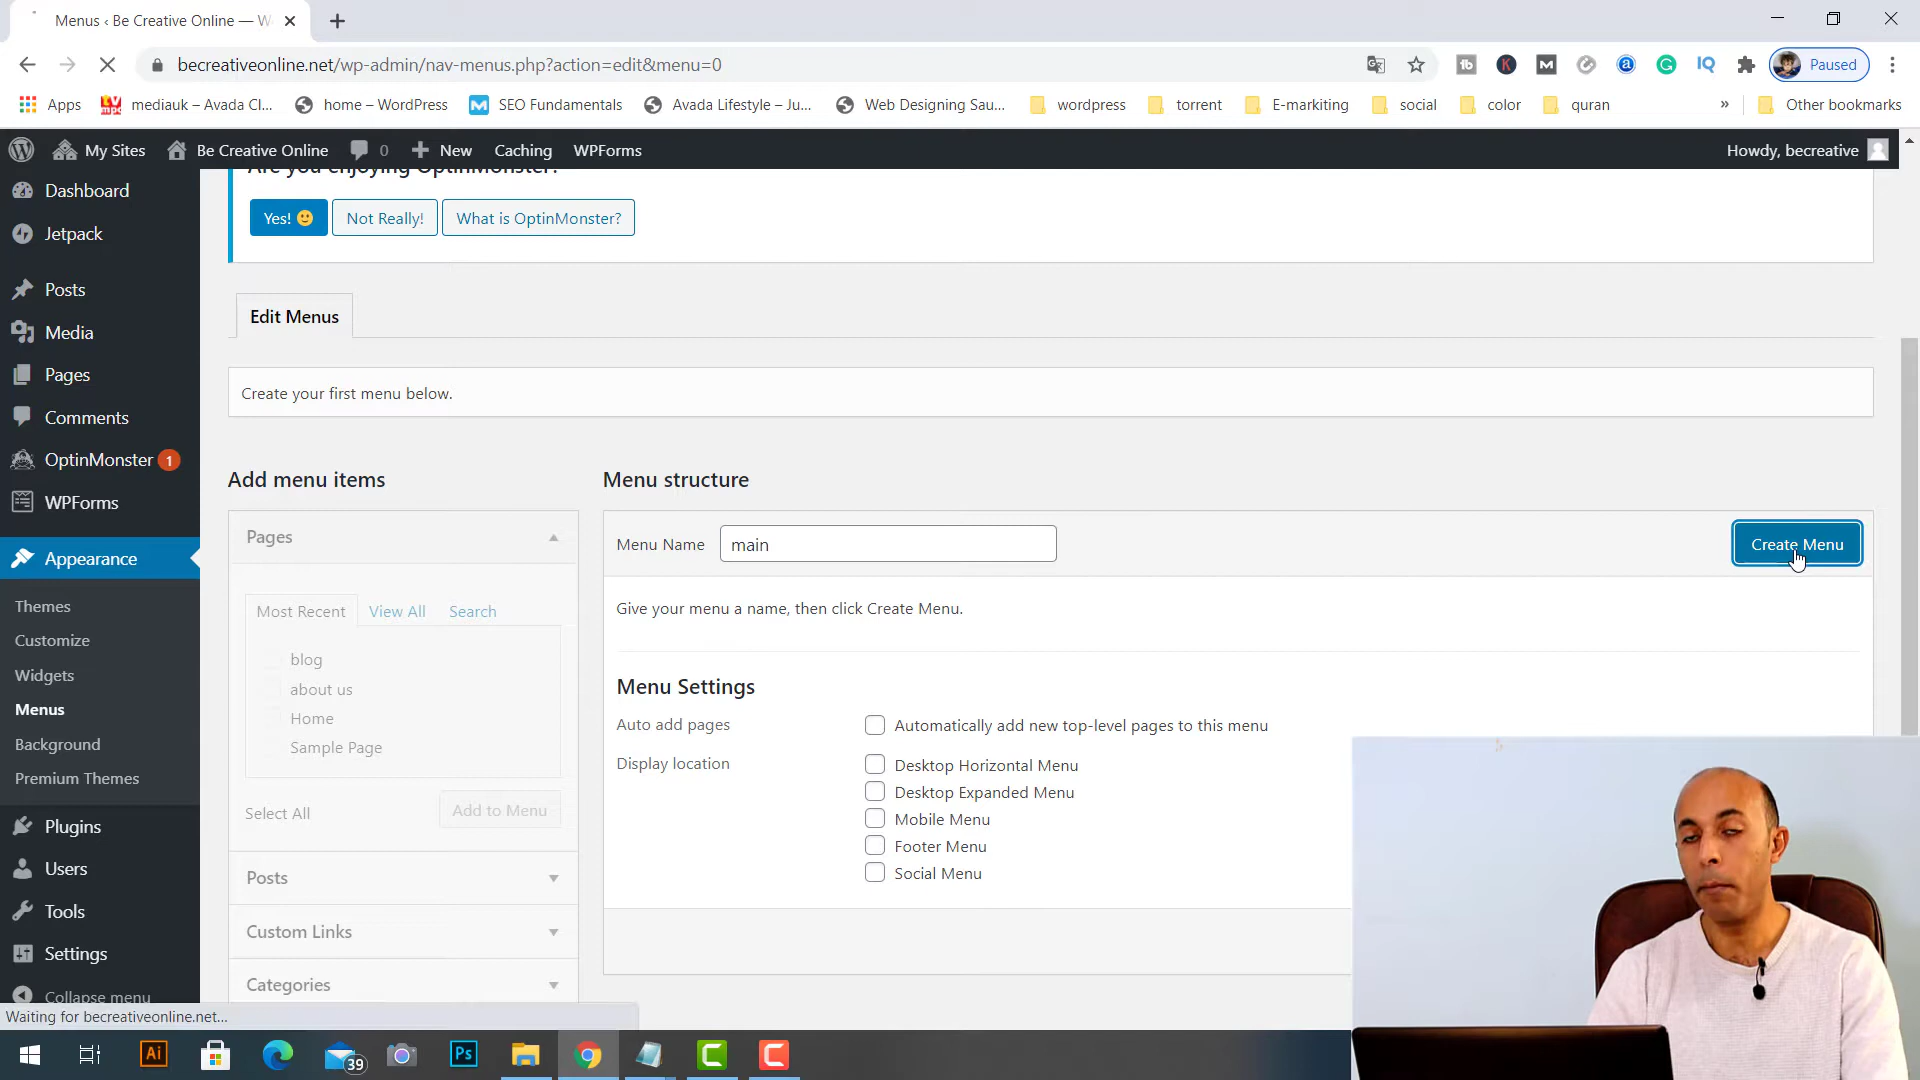 Menus ‹ Be Creative Online — W
becreativeonline.net/wp-admin/nav-menus.php?action=edit&menu=0
Paused
Apps
mediauk – Avada Cl...
home – WordPress
SEO Fundamentals
Avada Lifestyle – Ju...
Web Designing Sau...
wordpress
torrent
E-markiting
social
color
quran
»
Other bookmarks
My Sites
Be Creative Online
0
New
Caching
WPForms
Howdy, becreative
Dashboard
Jetpack
Posts
Media
Pages
Comments
OptinMonster 1
WPForms
Appearance
Themes
Customize
Widgets
Menus
Background
Premium Themes
Plugins
Users
Tools
Settings
Collapse menu
Are you enjoying OptinMonster?
Yes! 🙂
Not Really!
What is OptinMonster?
Edit Menus
Create your first menu below.
Add menu items
Pages
Most Recent
View All
Search
blog
about us
Home
Sample Page
Select All
Add to Menu
Posts
Custom Links
Categories
Menu structure
Menu Name
main
Create Menu
Give your menu a name, then click Create Menu.
Menu Settings
Auto add pages
Automatically add new top-level pages to this menu
Display location
Desktop Horizontal Menu
Desktop Expanded Menu
Mobile Menu
Footer Menu
Social Menu
Waiting for becreativeonline.net...
Ai
39
Ps